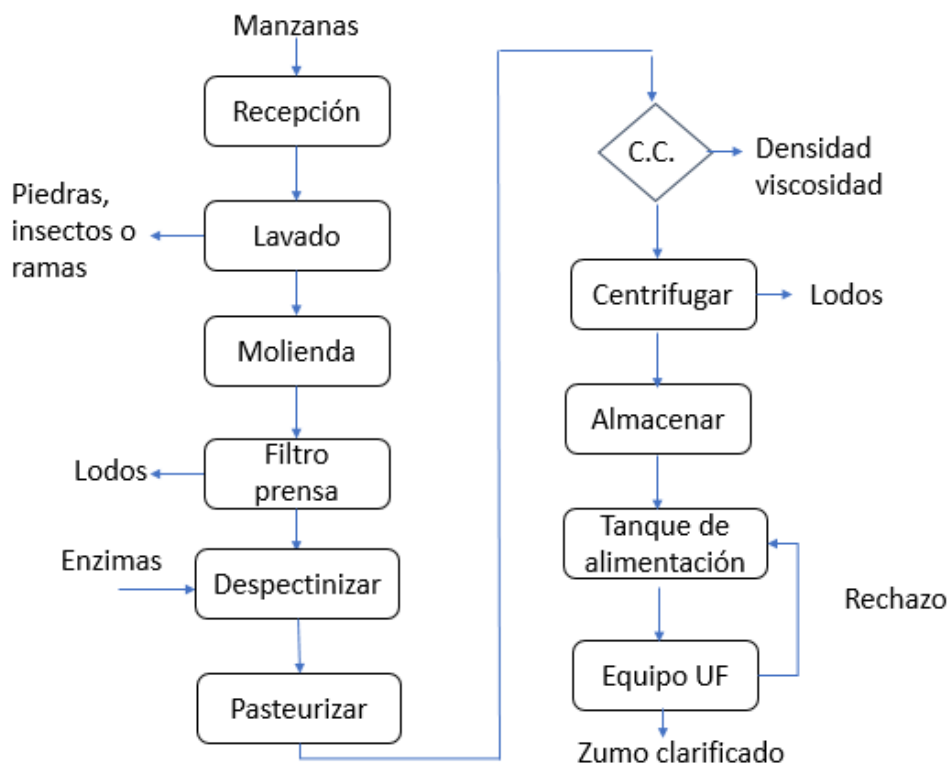 Manzanas
Recepción
Piedras,
insectos o
ramas
Lavado
Molienda
Lodos
Filtro
prensa
Enzimas
Despectinizar
Pasteurizar
C.C.
Densidad
viscosidad
Centrifugar
Lodos
Almacenar
Tanque de
alimentación
Rechazo
Equipo UF
Zumo clarificado